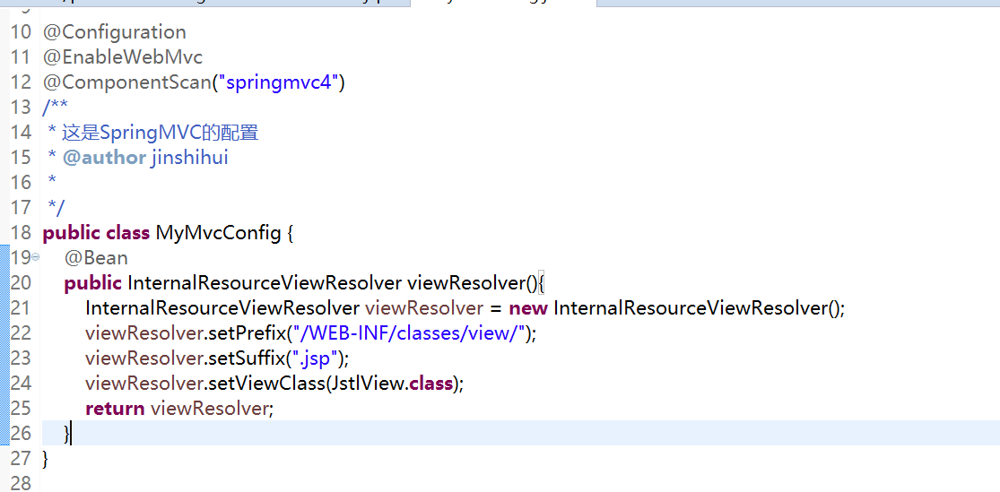 10 @Configuration
11 @EnableWebMvc
12 @ComponentScan("springmvc4")
13 /**
14  * 这是SpringMVC的配置
15  * @author jinshihui
16  *
17  */
18 public class MyMvcConfig {
19 @Bean
20 public InternalResourceViewResolver viewResolver(){
21 InternalResourceViewResolver viewResolver = new InternalResourceViewResolver();
22 viewResolver.setPrefix("/WEB-INF/classes/view/");
23 viewResolver.setSuffix(".jsp");
24 viewResolver.setViewClass(JstlView.class);
25 return viewResolver;
26 }
27 }
28